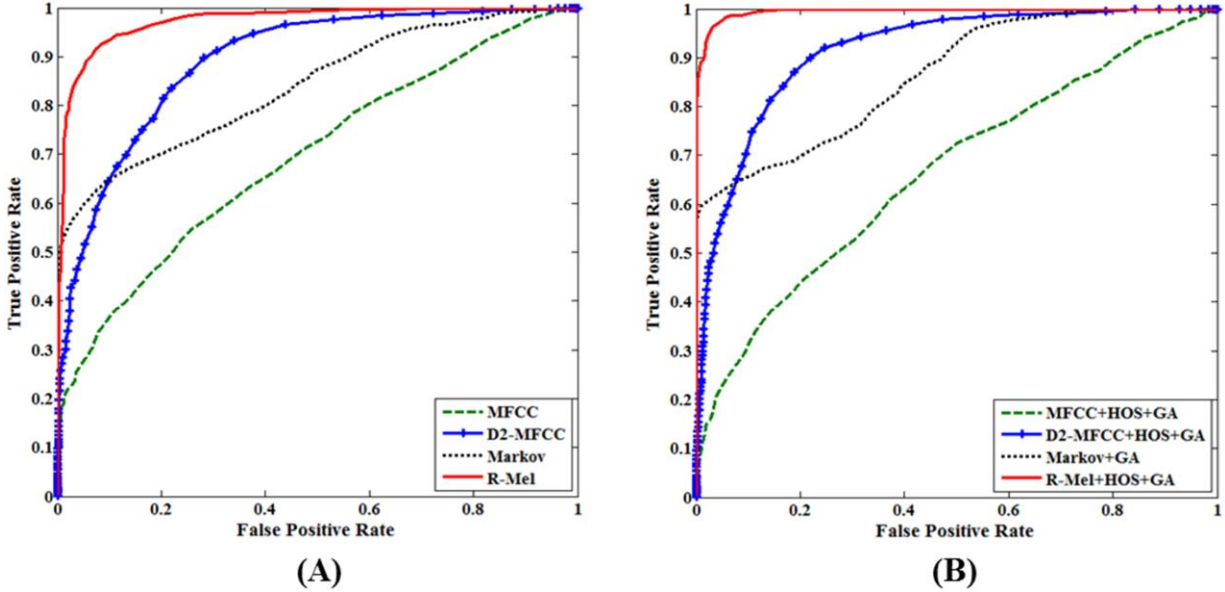 True Positive Rate
1
0.9
0.8
0.7
0.6
0.5
0.4
0.3
0.2
0.1
0
0 0.2 0.4 0.6 0.8 1
False Positive Rate
MFCC
D2-MFCC
Markov
R-Mel
(A)
True Positive Rate
1
0.9
0.8
0.7
0.6
0.5
0.4
0.3
0.2
0.1
0
0 0.2 0.4 0.6 0.8 1
False Positive Rate
MFCC+HOS+GA
D2-MFCC+HOS+GA
Markov+GA
R-Mel+HOS+GA
(B)